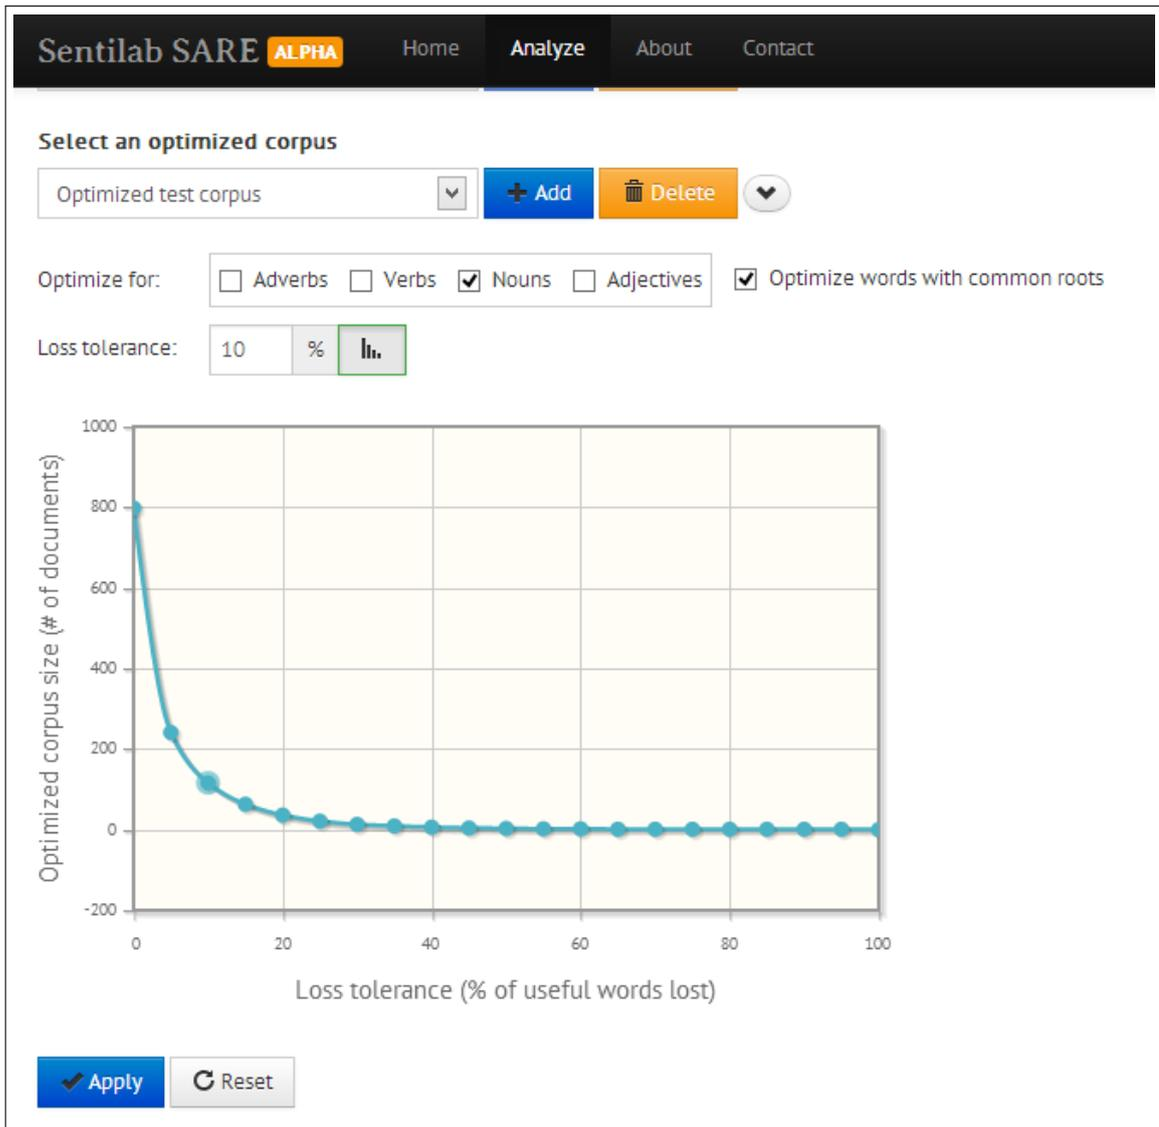 Sentilab SARE ALPHA Home Analyze About Contact
Select an optimized corpus
Optimized test corpus Add Delete
Optimize for: Adverbs Verbs Nouns Adjectives Optimize words with common roots
Loss tolerance: 10 %
Optimized corpus size (# of documents)
1000
800
600
400
200
0
-200
0 20 40 60 80 100
Loss tolerance (% of useful words lost)
Apply Reset